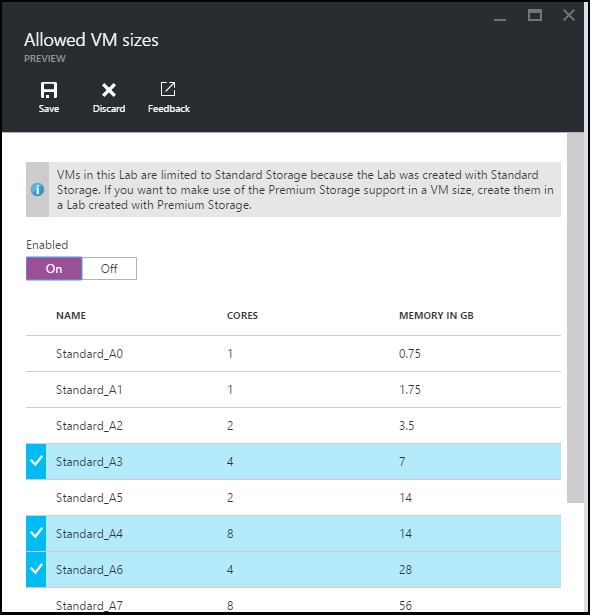 Allowed VM sizes
PREVIEW
Save Discard Feedback
VMs in this Lab are limited to Standard Storage because the Lab was created with Standard
Storage. If you want to make use of the Premium Storage support in a VM size, create them in
a Lab created with Premium Storage.
Enabled
On Off
NAME CORES MEMORY IN GB
Standard_A0 1 0.75
Standard_A1 1 1.75
Standard_A2 2 3.5
Standard_A3 4 7
Standard_A5 2 14
Standard_A4 8 14
Standard_A6 4 28
Standard_A7 8 56